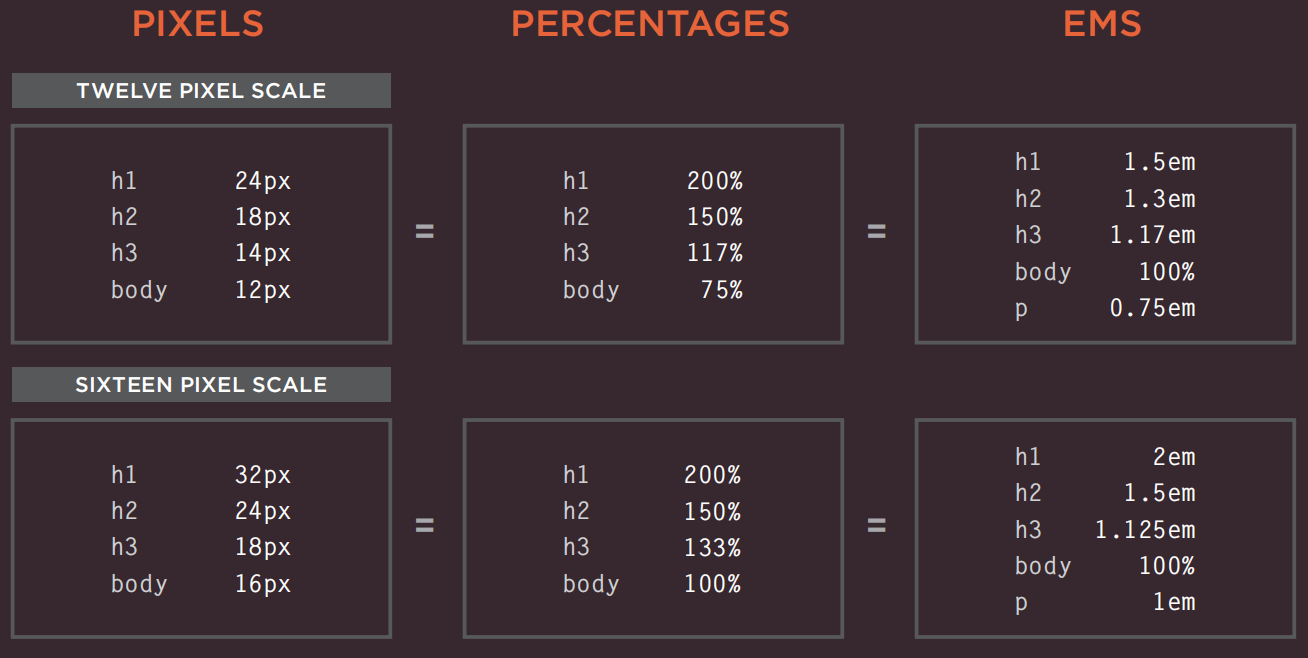 PIXELS PERCENTAGES EMS
TWELVE PIXEL SCALE
h1 24px
h2 18px
h3 14px
body 12px
=
h1 200%
h2 150%
h3 117%
body 75%
=
h1 1.5em
h2 1.3em
h3 1.17em
body 100%
p 0.75em
SIXTEEN PIXEL SCALE
h1 32px
h2 24px
h3 18px
body 16px
=
h1 200%
h2 150%
h3 133%
body 100%
=
h1 2em
h2 1.5em
h3 1.125em
body 100%
p 1em